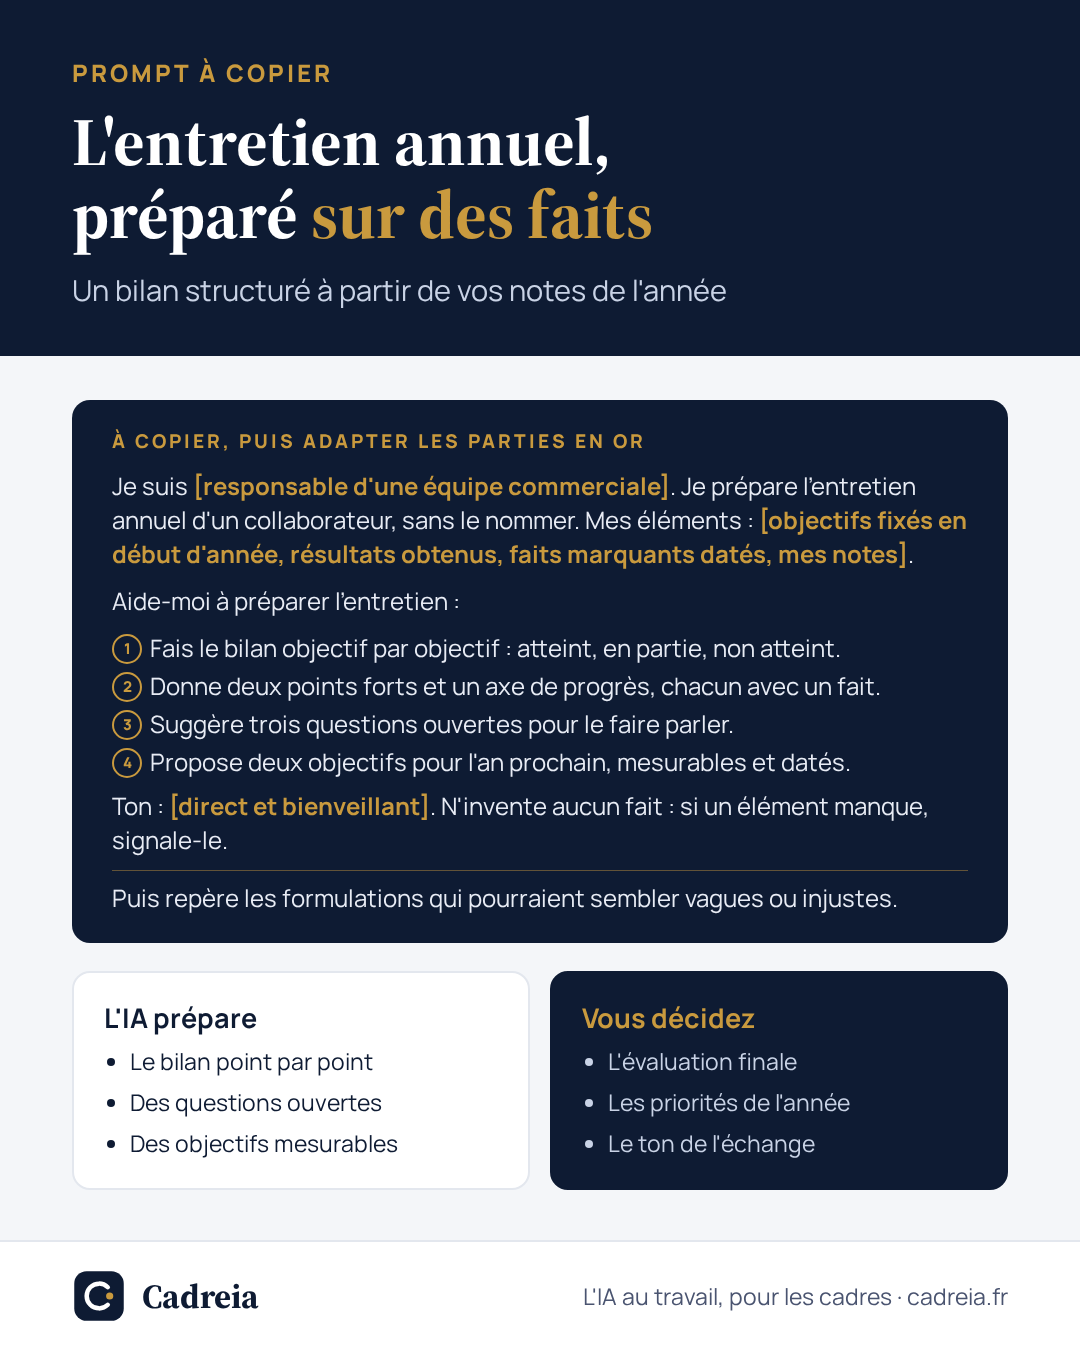 PROMPT À COPIER
L'entretien annuel,
préparé sur des faits
Un bilan structuré à partir de vos notes de l'année
À COPIER, PUIS ADAPTER LES PARTIES EN OR
Je suis [responsable d'une équipe commerciale]. Je prépare l'entretien
annuel d'un collaborateur, sans le nommer. Mes éléments : [objectifs fixés en
début d'année, résultats obtenus, faits marquants datés, mes notes].
Aide-moi à préparer l'entretien :
1 Fais le bilan objectif par objectif : atteint, en partie, non atteint.
2 Donne deux points forts et un axe de progrès, chacun avec un fait.
3 Suggère trois questions ouvertes pour le faire parler.
4 Propose deux objectifs pour l'an prochain, mesurables et datés.
Ton : [direct et bienveillant]. N'invente aucun fait : si un élément manque,
signale-le.
Puis repère les formulations qui pourraient sembler vagues ou injustes.
L'IA prépare
• Le bilan point par point
• Des questions ouvertes
• Des objectifs mesurables
Vous décidez
• L'évaluation finale
• Les priorités de l'année
• Le ton de l'échange
Cadreia
L'IA au travail, pour les cadres · cadreia.fr